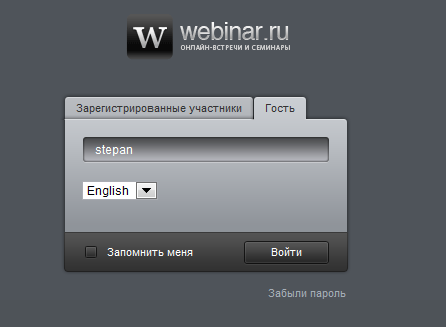 W webinar.ru
ОНЛАЙН-ВСТРЕЧИ И СЕМИНАРЫ
Зарегистрированные участники Гость
stepan
English
Запомнить меня Войти
Забыли пароль